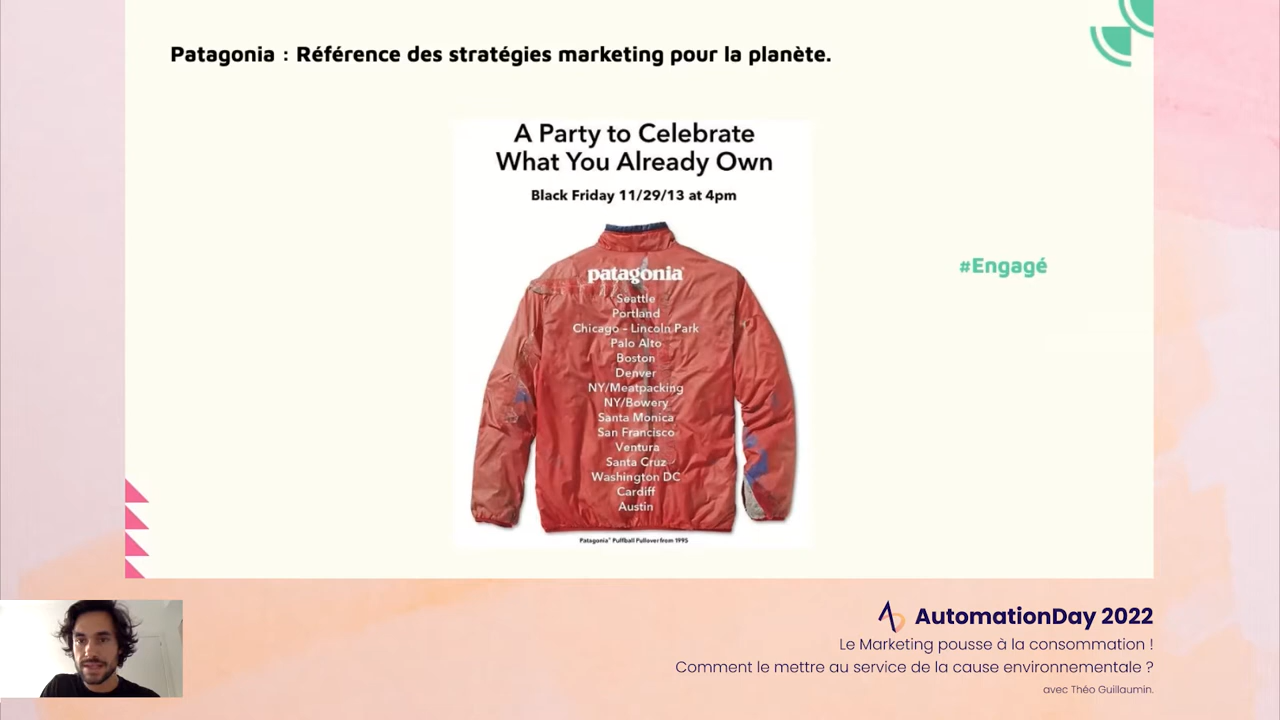 Patagonia : Référence des stratégies marketing pour la planète.
A Party to Celebrate
What You Already Own
Black Friday 11/29/13 at 4pm
patagonia®
Seattle
Portland
Chicago – Lincoln Park
Palo Alto
Boston
Denver
NY/Meatpacking
NY/Bowery
Santa Monica
San Francisco
Ventura
Santa Cruz
Washington DC
Cardiff
Austin
Patagonia® Puffball Pullover from 1995
#Engagé
AutomationDay 2022
Le Marketing pousse à la consommation !
Comment le mettre au service de la cause environnementale ?
avec Théo Guillaumin.